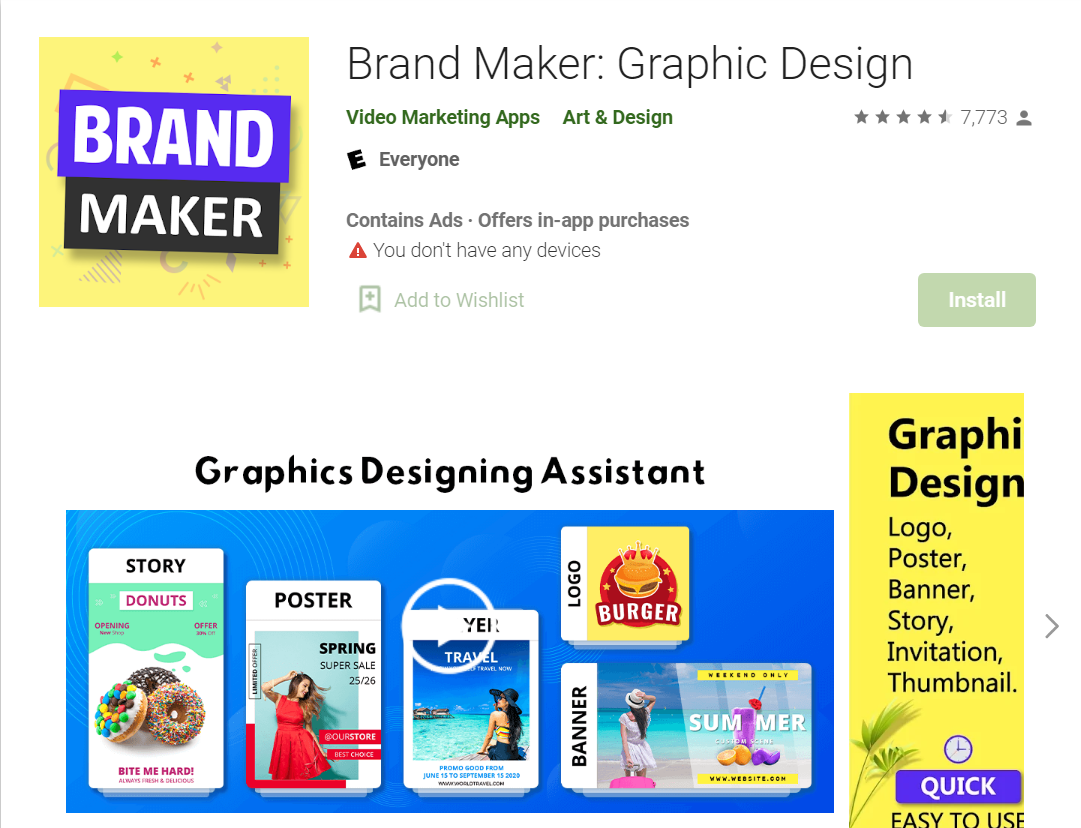 BRAND
MAKER
Brand Maker: Graphic Design
Video Marketing Apps Art & Design
7,773
E Everyone
Contains Ads · Offers in-app purchases
You don't have any devices
Add to Wishlist
Install
Graphics Designing Assistant
STORY
DONUTS
OPENING
New Shop
OFFER
30% Off
BITE ME HARD!
ALWAYS FRESH & DELICIOUS
POSTER
LIMITED OFFER
SPRING
SUPER SALE
25/26
@OURSTORE
BEST CHOICE
YER
TRAVEL
TRAVEL NOW
PROMO GOOD FROM
JUNE 15 TO SEPTEMBER 15 2020
WWW.WORLDTRAVEL.COM
LOGO
BURGER
BANNER
WEEKEND ONLY
SUM MER
CUSTOM
WWW.WEBSITE.COM
Graphi
Design
Logo,
Poster,
Banner,
Story,
Invitation,
Thumbnail.
QUICK
EASY TO USE